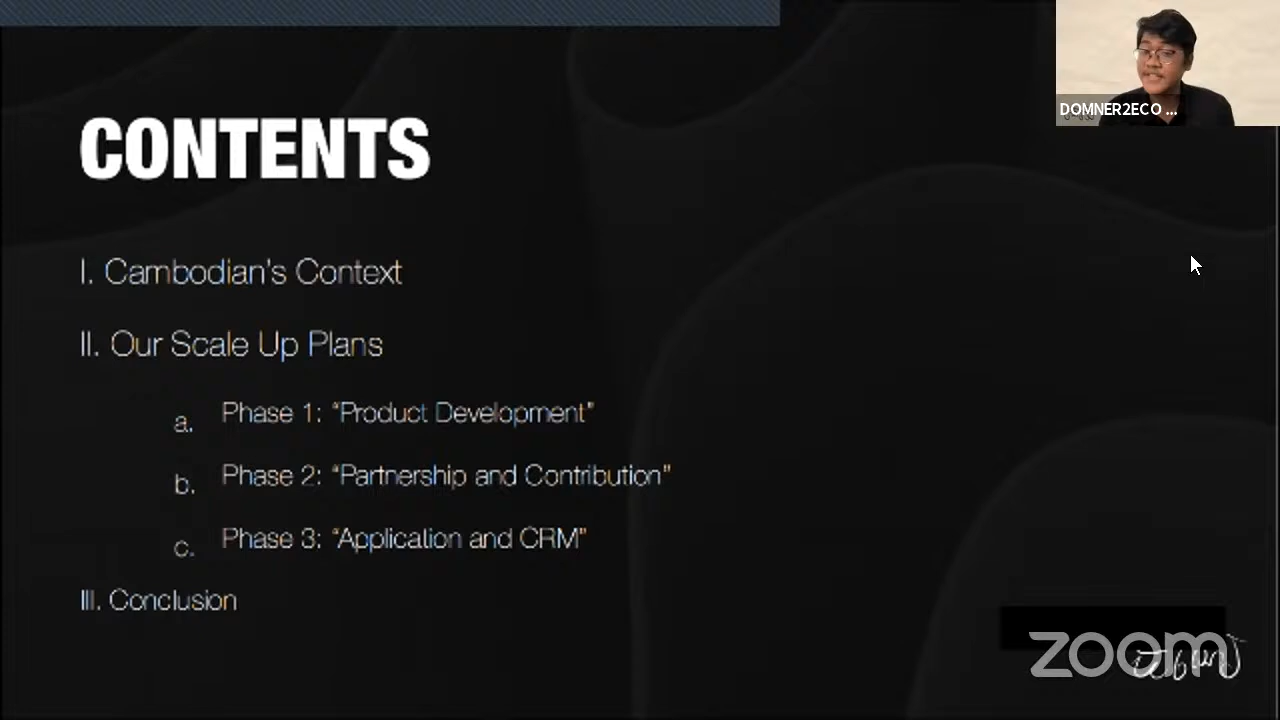 DOMNER2ECO ...
CONTENTS
I. Cambodian's Context
II. Our Scale Up Plans
a. Phase 1: "Product Development"
b. Phase 2: "Partnership and Contribution"
c. Phase 3: "Application and CRM"
III. Conclusion
zoom